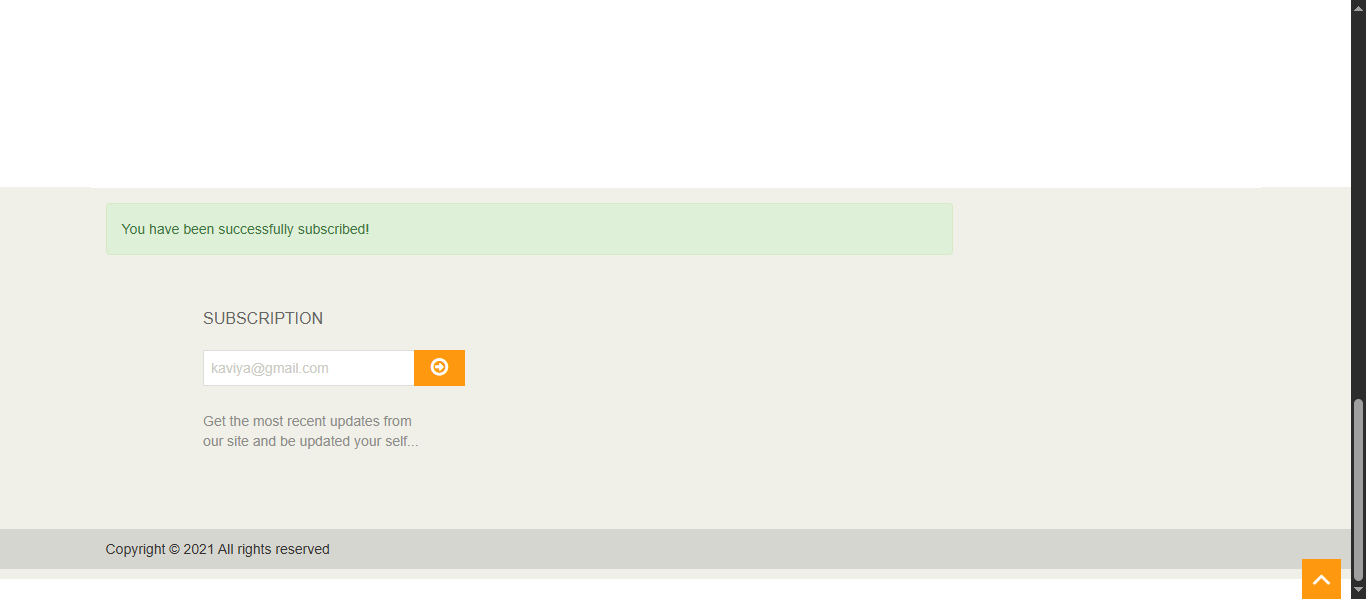 You have been successfully subscribed!
SUBSCRIPTION
kaviya@gmail.com
Get the most recent updates from
our site and be updated your self...
Copyright © 2021 All rights reserved